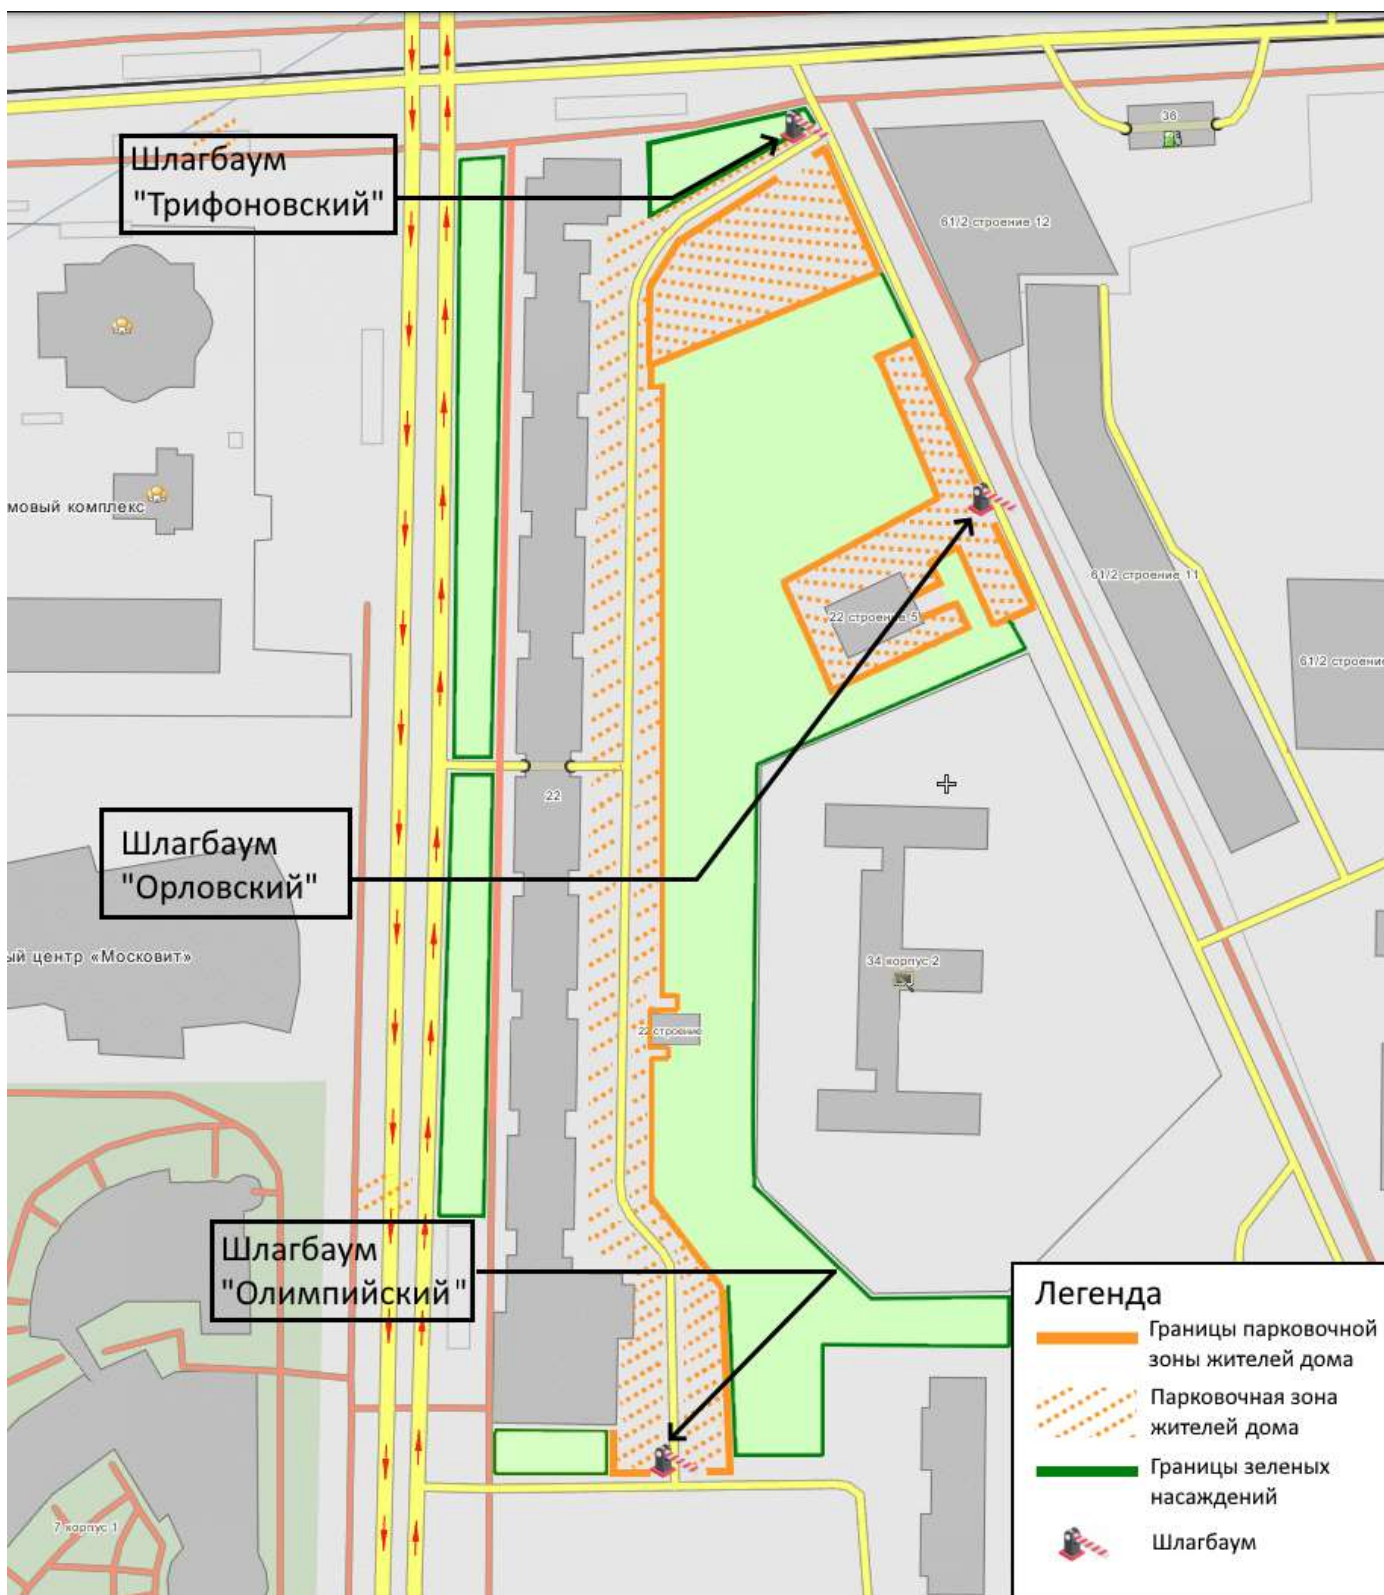 36
Шлагбаум
"Трифоновский"
61/2 строение 12
мовый комплекс
61/2 строение 11
22 строение 5
61/2 строение
22
Шлагбаум
"Орловский"
ый центр «Московит»
34 корпус 2
22 строение
Шлагбаум
"Олимпийский"
Легенда
Границы парковочной
зоны жителей дома
Парковочная зона
жителей дома
Границы зеленых
насаждений
Шлагбаум
7 корпус 1